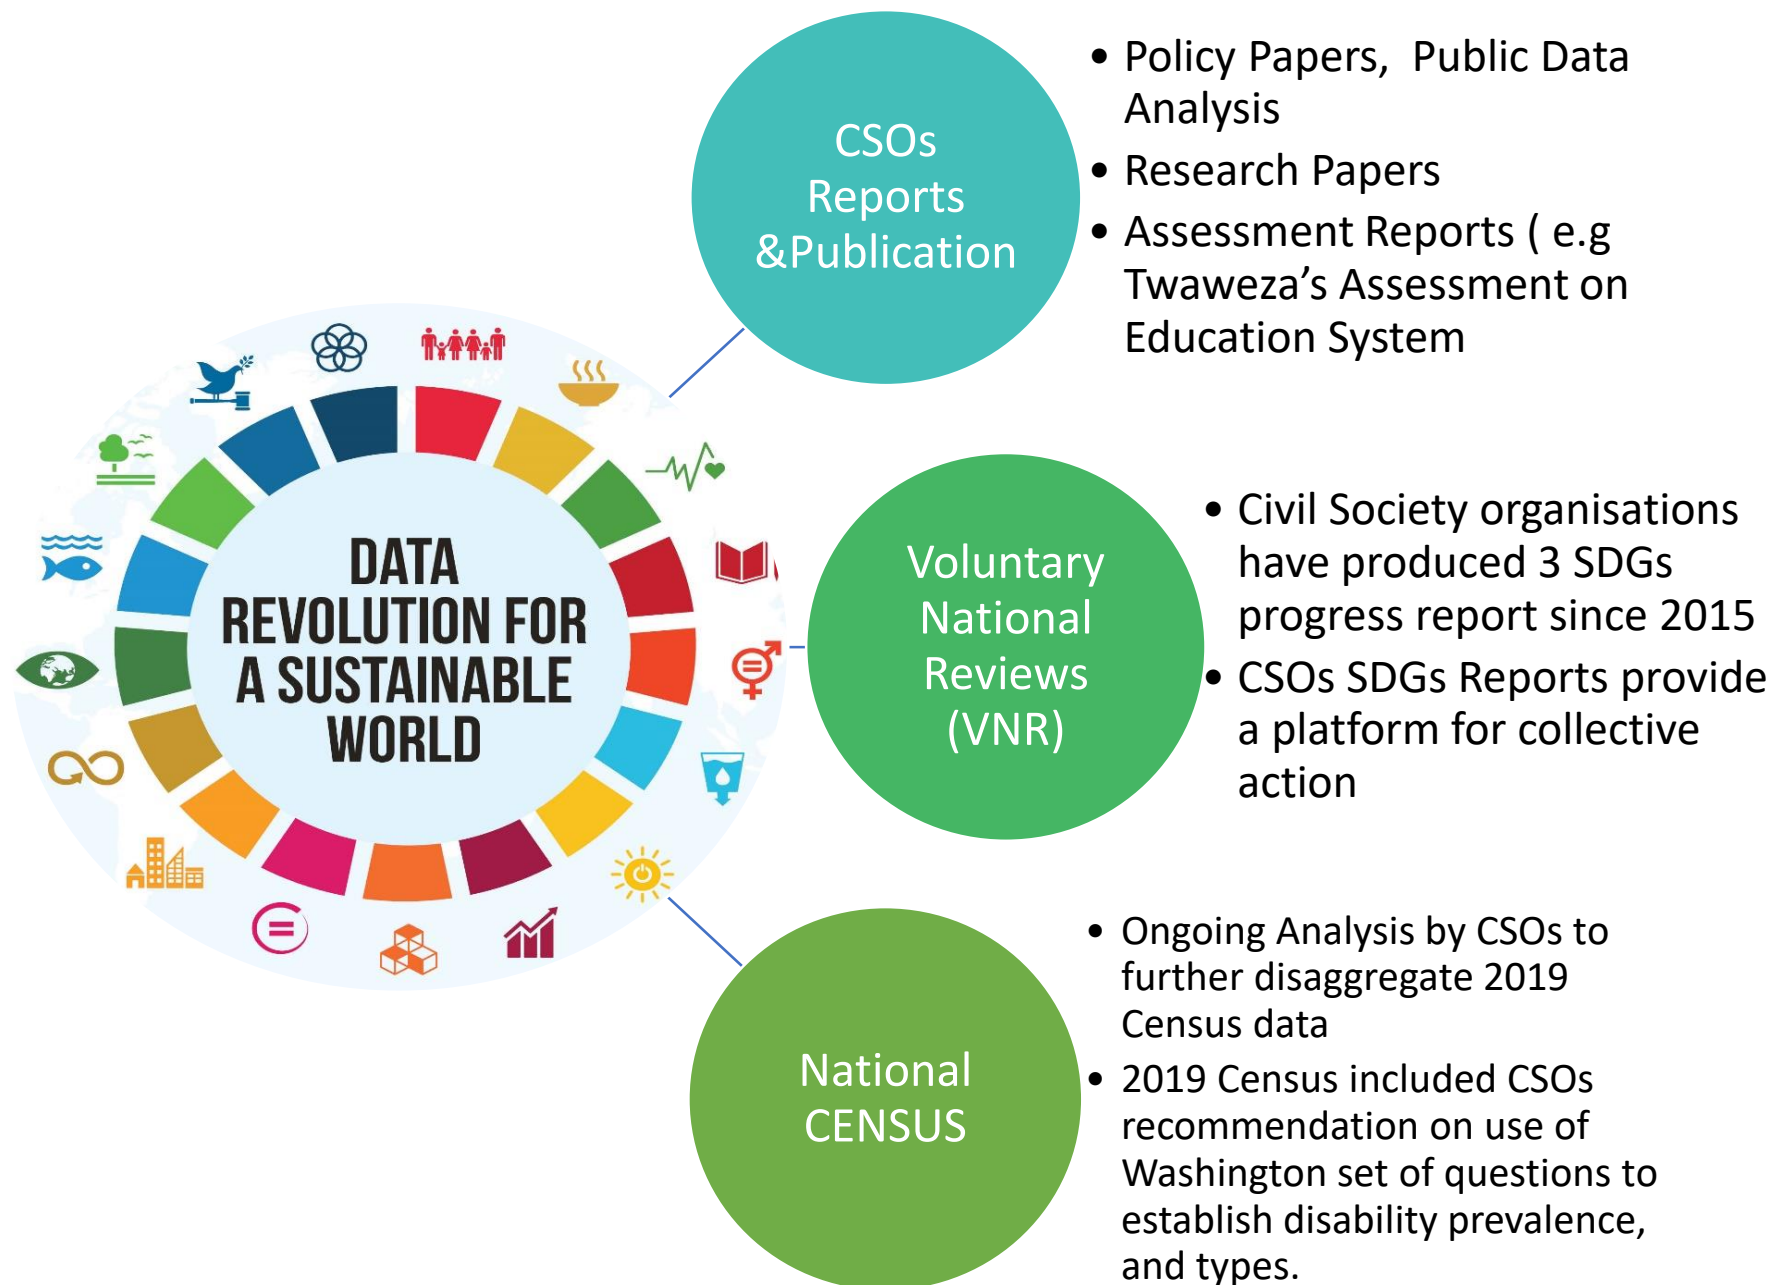 DATA
REVOLUTION FOR
A SUSTAINABLE
WORLD
CSOs
Reports
&Publication
• Policy Papers,  Public Data
Analysis
• Research Papers
• Assessment Reports ( e.g
Twaweza’s Assessment on
Education System
Voluntary
National
Reviews
(VNR)
• Civil Society organisations
have produced 3 SDGs
progress report since 2015
• CSOs SDGs Reports provide
a platform for collective
action
National
CENSUS
• Ongoing Analysis by CSOs to
further disaggregate 2019
Census data
• 2019 Census included CSOs
recommendation on use of
Washington set of questions to
establish disability prevalence,
and types.